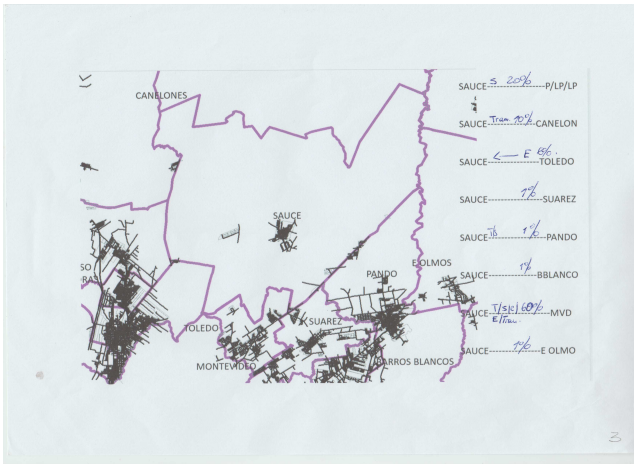 CANELONES
SAUCE
SO
RAS
TOLEDO
MONTEVIDEO
SUAREZ
PANDO
E OLMOS
BARROS BLANCOS
SAUCE S 20% P/LP/LP
SAUCE Tram. 10% CANELON
SAUCE E TOLEDO
SAUCE 1% SUAREZ
SAUCE 1% PANDO
SAUCE 1% BBLANCO
SAUCE T/S/C/ 60% MVD
E/Tram.
SAUCE 1% E OLMO
3